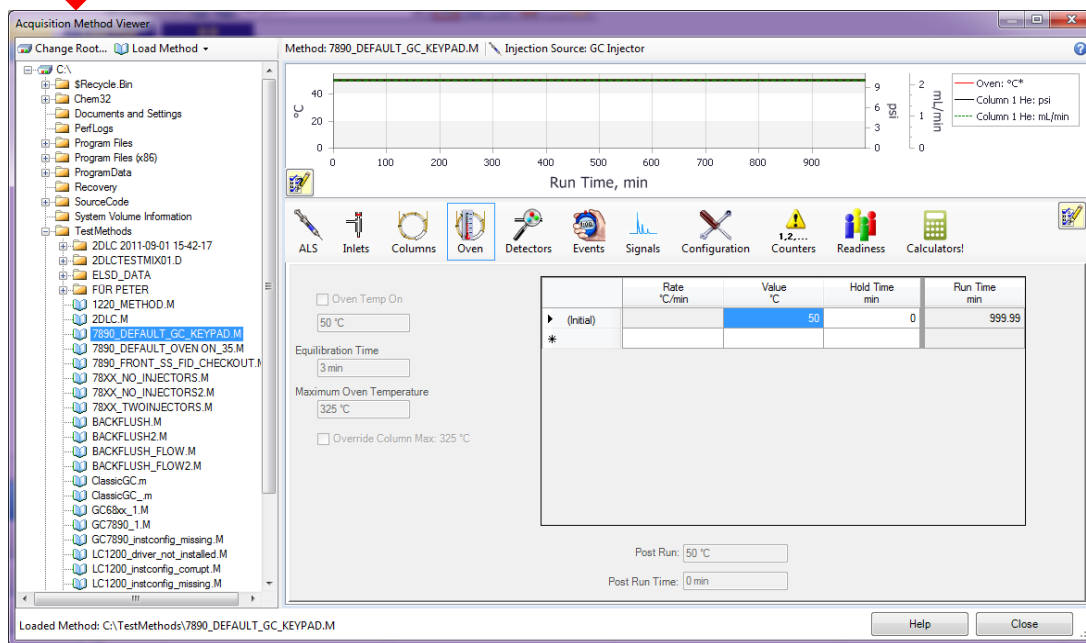 Acquisition Method Viewer
Change Root... Load Method
Method: 7890_DEFAULT_GC_KEYPAD.M Injection Source: GC Injector
C:\
$Recycle.Bin
Chem32
Documents and Settings
PerfLogs
Program Files
Program Files (x86)
ProgramData
Recovery
SourceCode
System Volume Information
TestMethods
2DLC 2011-09-01 15-42-17
2DLCTESTMIX01.D
ELSD_DATA
FÜR PETER
1220_METHOD.M
2DLC.M
7890_DEFAULT_GC_KEYPAD.M
7890_DEFAULT_OVEN ON_35.M
7890_FRONT_SS_FID_CHECKOUT.M
78XX_NO_INJECTORS.M
78XX_NO_INJECTORS2.M
78XX_TWOINJECTORS.M
BACKFLUSH.M
BACKFLUSH2.M
BACKFLUSH_FLOW.M
BACKFLUSH_FLOW2.M
ClassicGC.m
ClassicGC_.m
GC68xx_1.M
GC7890_1.M
GC7890_instconfig_missing.M
LC1200_driver_not_installed.M
LC1200_instconfig_corrupt.M
LC1200_instconfig_missing.M
°C
40
20
0
0 100 200 300 400 500 600 700 800 900
Run Time, min
9
6
3
0
psi
2
1
0
mL/min
Oven: °C*
Column 1 He: psi
Column 1 He: mL/min
1,2,...
ALS Inlets Columns Oven Detectors Events Signals Configuration Counters Readiness Calculators!
Oven Temp On
50 °C
Equilibration Time
3 min
Maximum Oven Temperature
325 °C
Override Column Max: 325 °C
Rate °C/min Value °C Hold Time min Run Time min
(Initial) 50 0 999.99
*
Post Run: 50 °C
Post Run Time: 0 min
Loaded Method: C:\TestMethods\7890_DEFAULT_GC_KEYPAD.M
Help Close